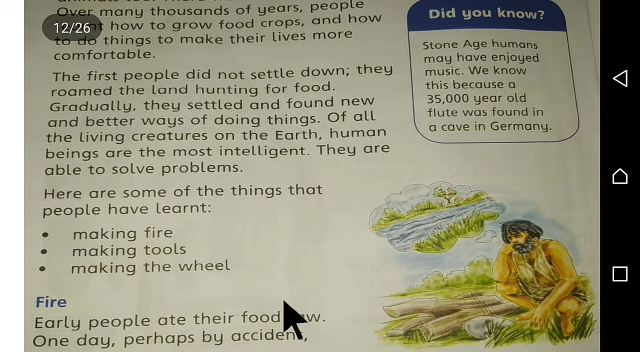 Over many thousands of years, people
12/26
how to grow food crops, and how
to do things to make their lives more
comfortable.
The first people did not settle down; they
roamed the land hunting for food.
Gradually, they settled and found new
and better ways of doing things. Of all
the living creatures on the Earth, human
beings are the most intelligent. They are
able to solve problems.
Here are some of the things that
people have learnt:
• making fire
• making tools
• making the wheel
Fire
Early people ate their food
One day, perhaps by accident,
Did you know?
Stone Age humans
may have enjoyed
music. We know
this because a
35,000 year old
flute was found in
a cave in Germany.